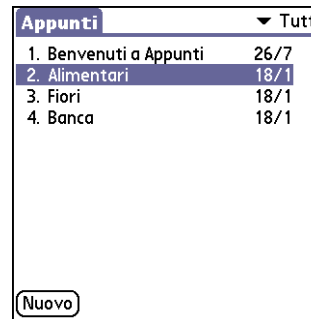 Appunti Tutt
1. Benvenuti a Appunti 26/7
2. Alimentari 18/1
3. Fiori 18/1
4. Banca 18/1
Nuovo